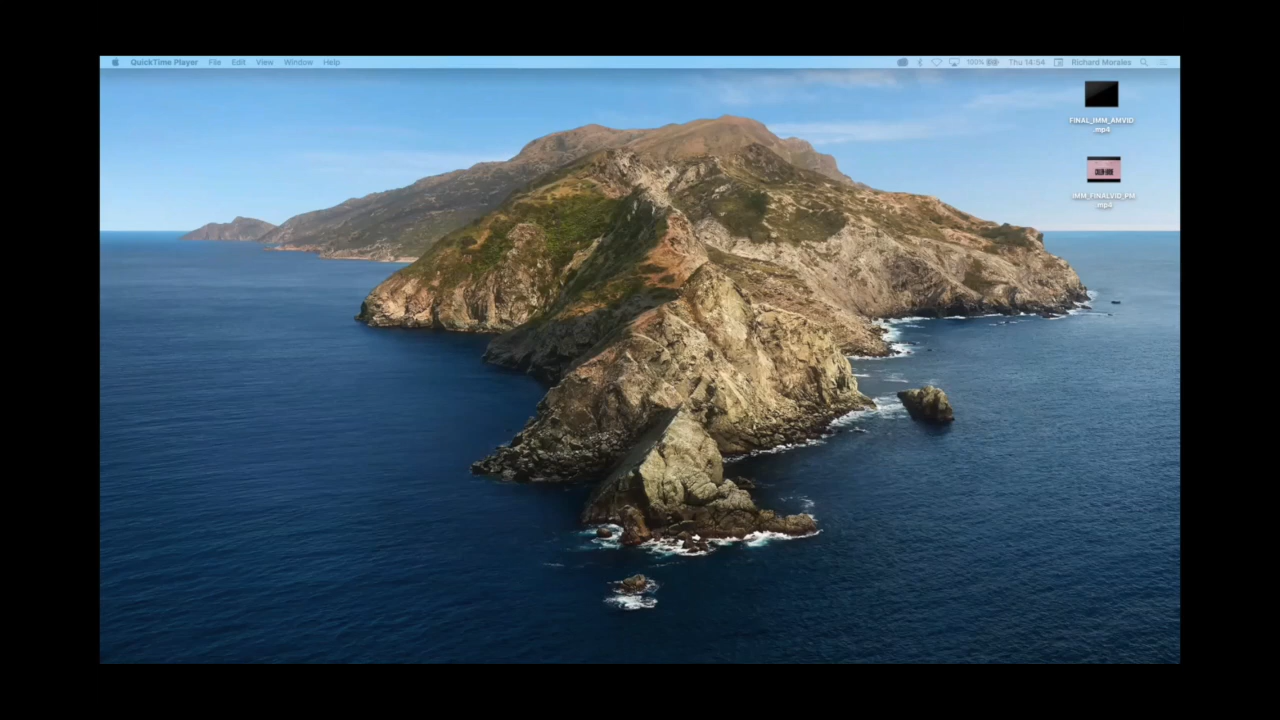 QuickTime Player File Edit View Window Help 100% Thu 14:54 Richard Morales
FINAL_IMM_AMVID
.mp4
IMM_FINALVID_PM
.mp4